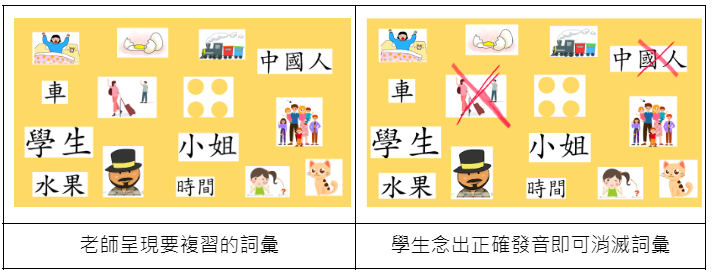 中國人
車
學生
小姐
水果
時間
老師呈現要複習的詞彙
中國人
車
學生
小姐
水果
時間
學生念出正確發音即可消滅詞彙